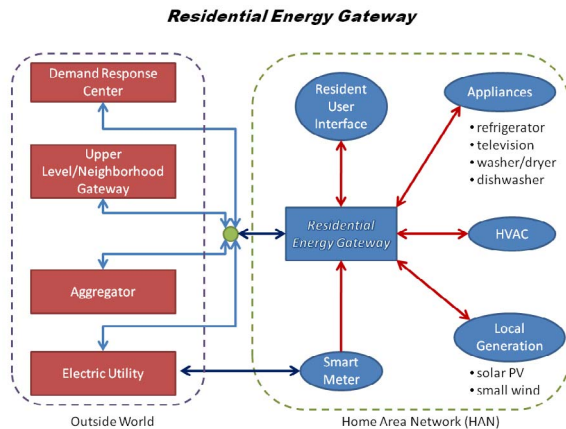 Residential Energy Gateway
Demand Response
Center
Upper
Level/Neighborhood
Gateway
Aggregator
Electric Utility
Outside World
Resident
User
Interface
Appliances
• refrigerator
• television
• washer/dryer
• dishwasher
Residential
Energy Gateway
HVAC
Smart
Meter
Local
Generation
• solar PV
• small wind
Home Area Network (HAN)